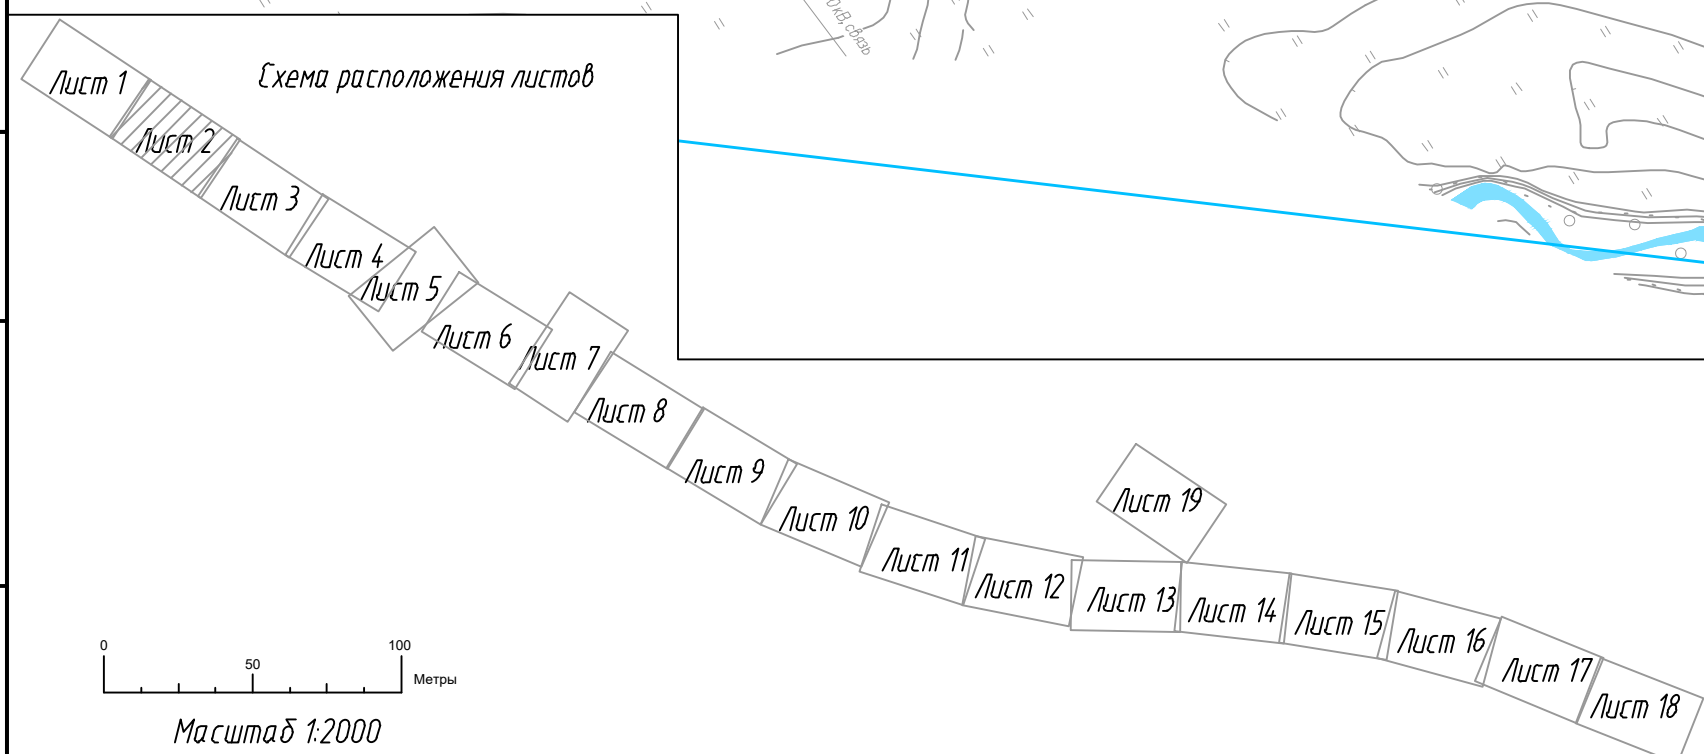 0кВ, связь
Схема расположения листов
Лист 1
Лист 2
Лист 3
Лист 4
Лист 5
Лист 6
Лист 7
Лист 8
Лист 9
Лист 10
Лист 11
Лист 12
Лист 13
Лист 14
Лист 15
Лист 16
Лист 17
Лист 18
Лист 19
0 50 100 Метры
Масштаб 1:2000